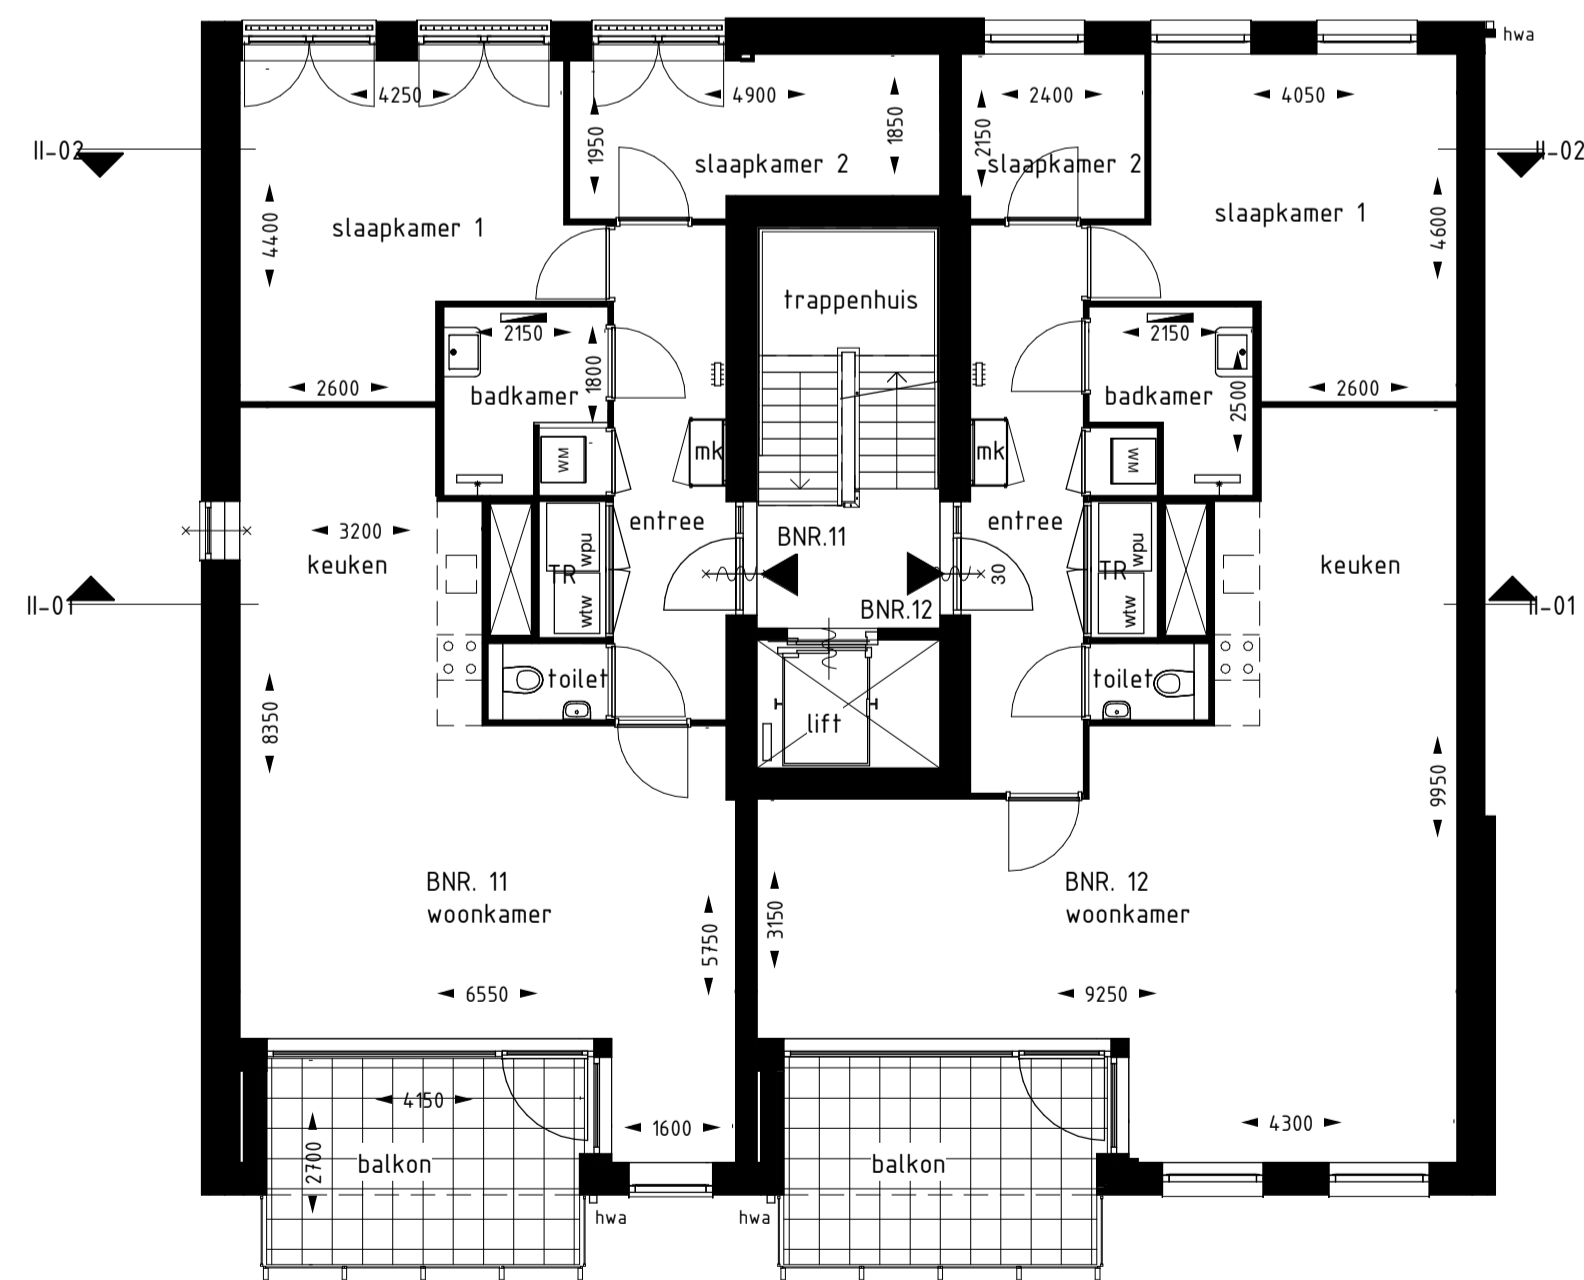 hwa
4250
4900
2400
4050
1950
1850
2150
II-02
II-02
slaapkamer 2
slaapkamer 2
slaapkamer 1
slaapkamer 1
4400
4600
trappenhuis
2150
2150
1800
2600
2600
badkamer
badkamer
2500
mk
mk
WM
WM
entree
entree
3200
BNR.11
keuken
keuken
TR
wpu
TR
wpu
30
II-01
wtw
BNR.12
wtw
II-01
toilet
toilet
8350
lift
9950
BNR. 11
woonkamer
BNR. 12
woonkamer
5750
3150
6550
9250
4150
1600
4300
2700
balkon
balkon
hwa
hwa